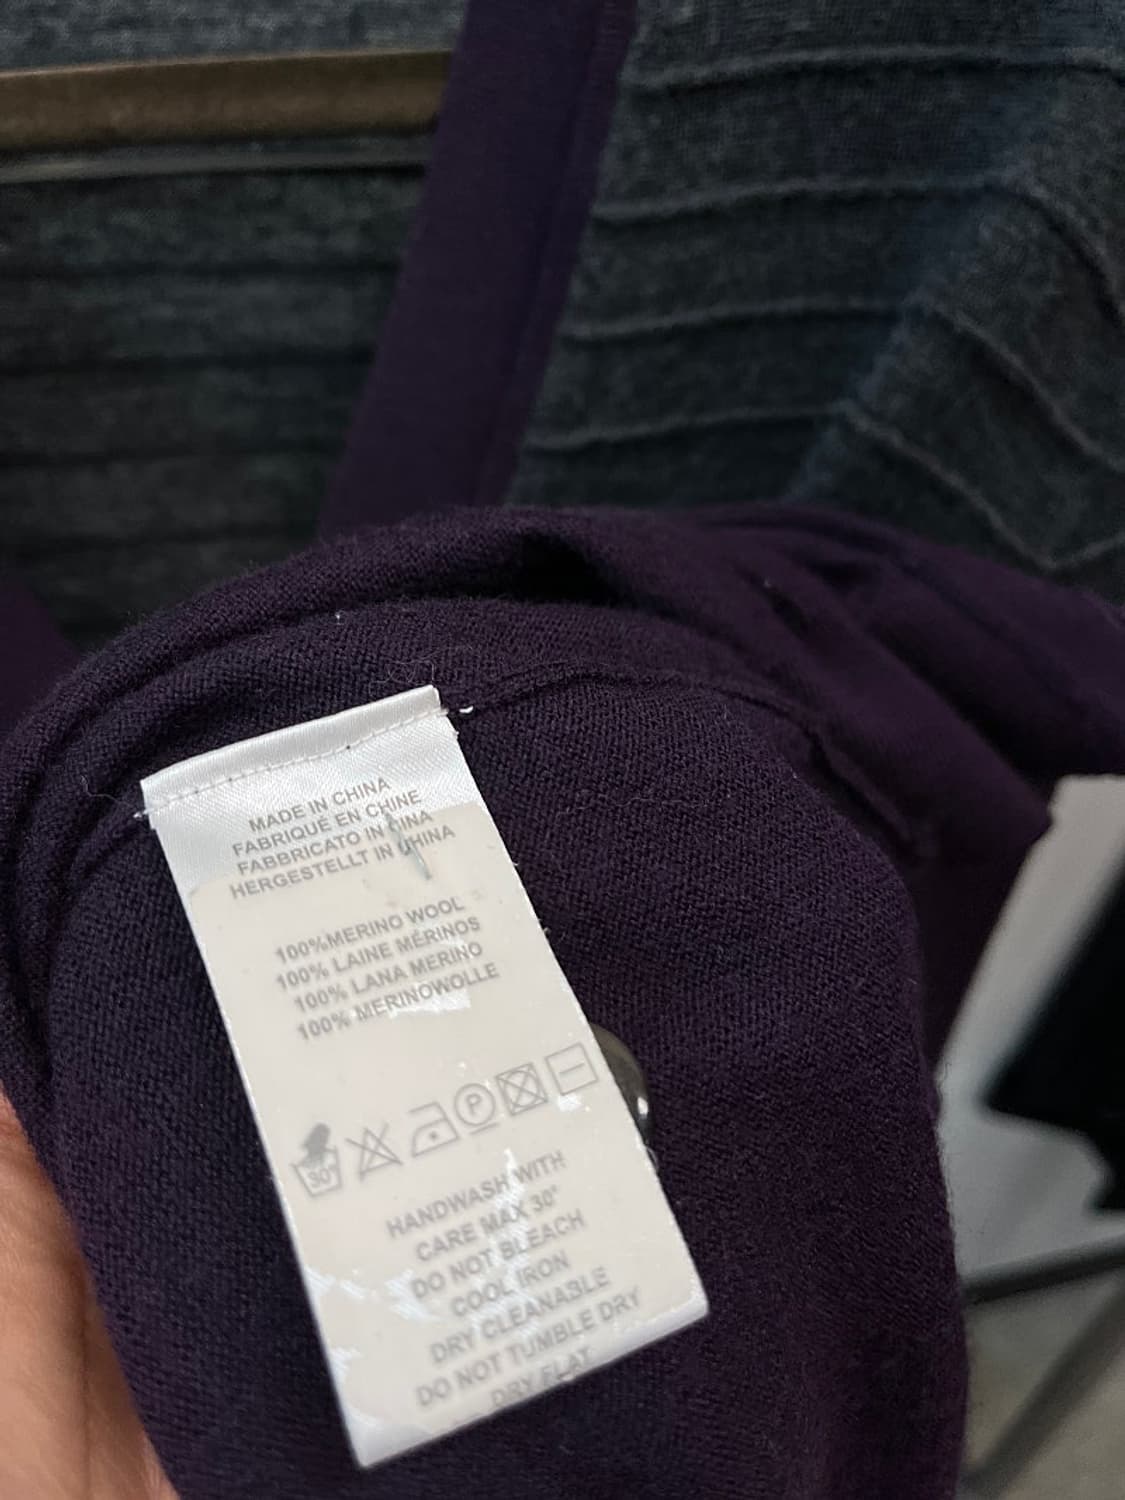 MADE IN CHINA
FABRIQUÉ EN CHINE
FABBRICATO IN CINA
HERGESTELLT IN CHINA
100%MERINO WOOL
100% LAINE MÉRINOS
100% LANA MERINO
100% MERINOWOLLE
30° P
HANDWASH WITH
CARE MAX 30°
DO NOT BLEACH
COOL IRON
DRY CLEANABLE
DO NOT TUMBLE DRY
DRY FLAT